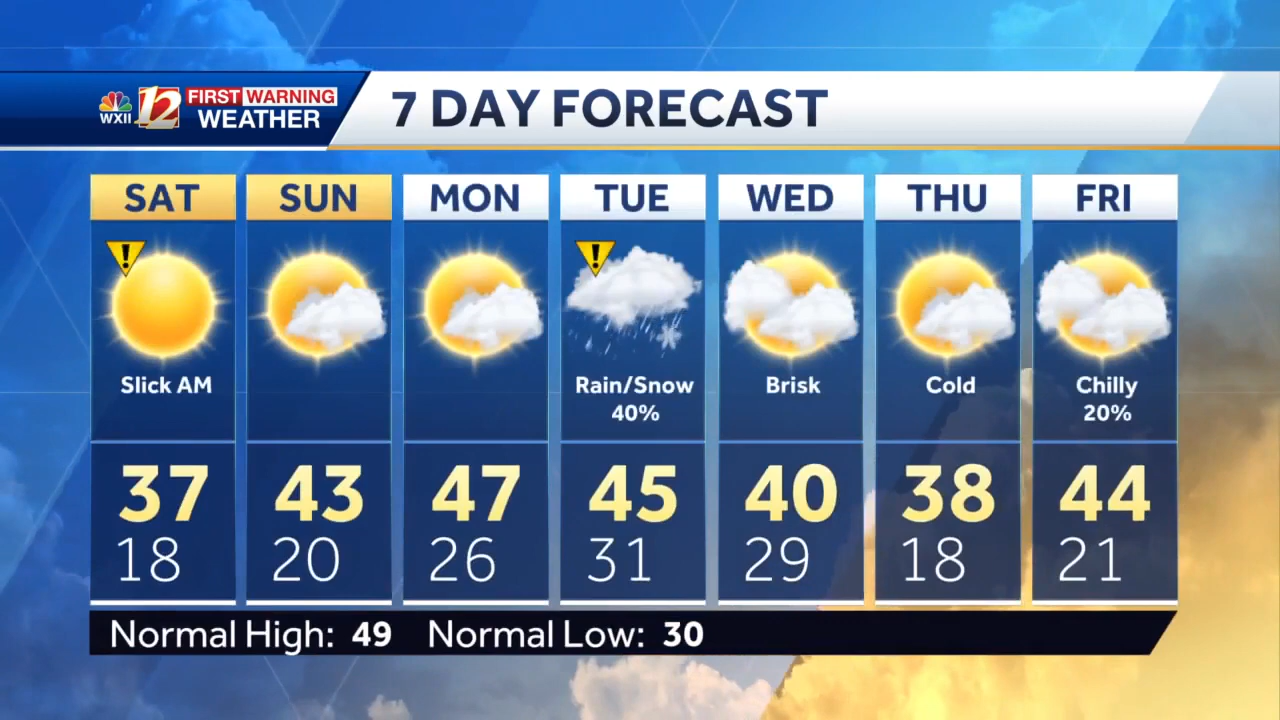 WXII 12 FIRST WARNING
WEATHER
7 DAY FORECAST
SAT SUN MON TUE WED THU FRI
! !
Slick AM Rain/Snow Brisk Cold Chilly
40% 20%
37 43 47 45 40 38 44
18 20 26 31 29 18 21
Normal High: 49 Normal Low: 30